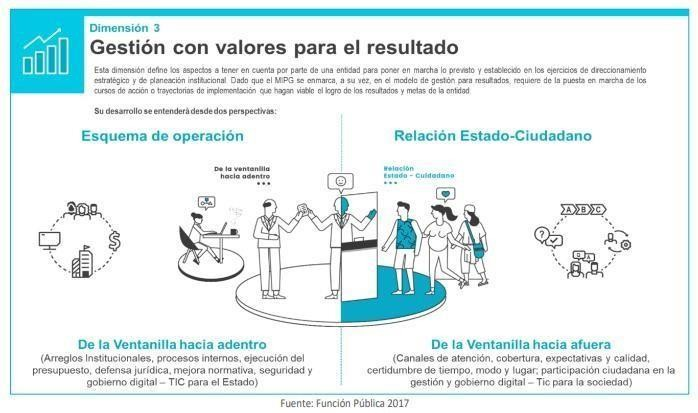 Dimensión 3
Gestión con valores para el resultado
Esta dimensión define los aspectos a tener en cuenta por parte de una entidad para poner en marcha lo previsto y establecido en los ejercicios de direccionamiento
estratégico y de planeación institucional. Dado que el MIPG se enmarca, a su vez, en el modelo de gestión para resultados, requiere de la puesta en marcha de los
cursos de acción o trayectorias de implementación que hagan viable el logro de los resultados y metas de la entidad.
Su desarrollo se entenderá desde dos perspectivas:
Esquema de operación
Relación Estado-Ciudadano
De la ventanilla
hacia adentro
Relación
Estado - Cuidadano
A B C
$
?
Q A
De la Ventanilla hacia adentro
(Arreglos Institucionales, procesos internos, ejecución del
presupuesto, defensa jurídica, mejora normativa, seguridad y
gobierno digital – TIC para el Estado)
De la Ventanilla hacia afuera
(Canales de atención, cobertura, expectativas y calidad,
certidumbre de tiempo, modo y lugar; participación ciudadana en la
gestión y gobierno digital – Tic para la sociedad)
Fuente: Función Pública 2017